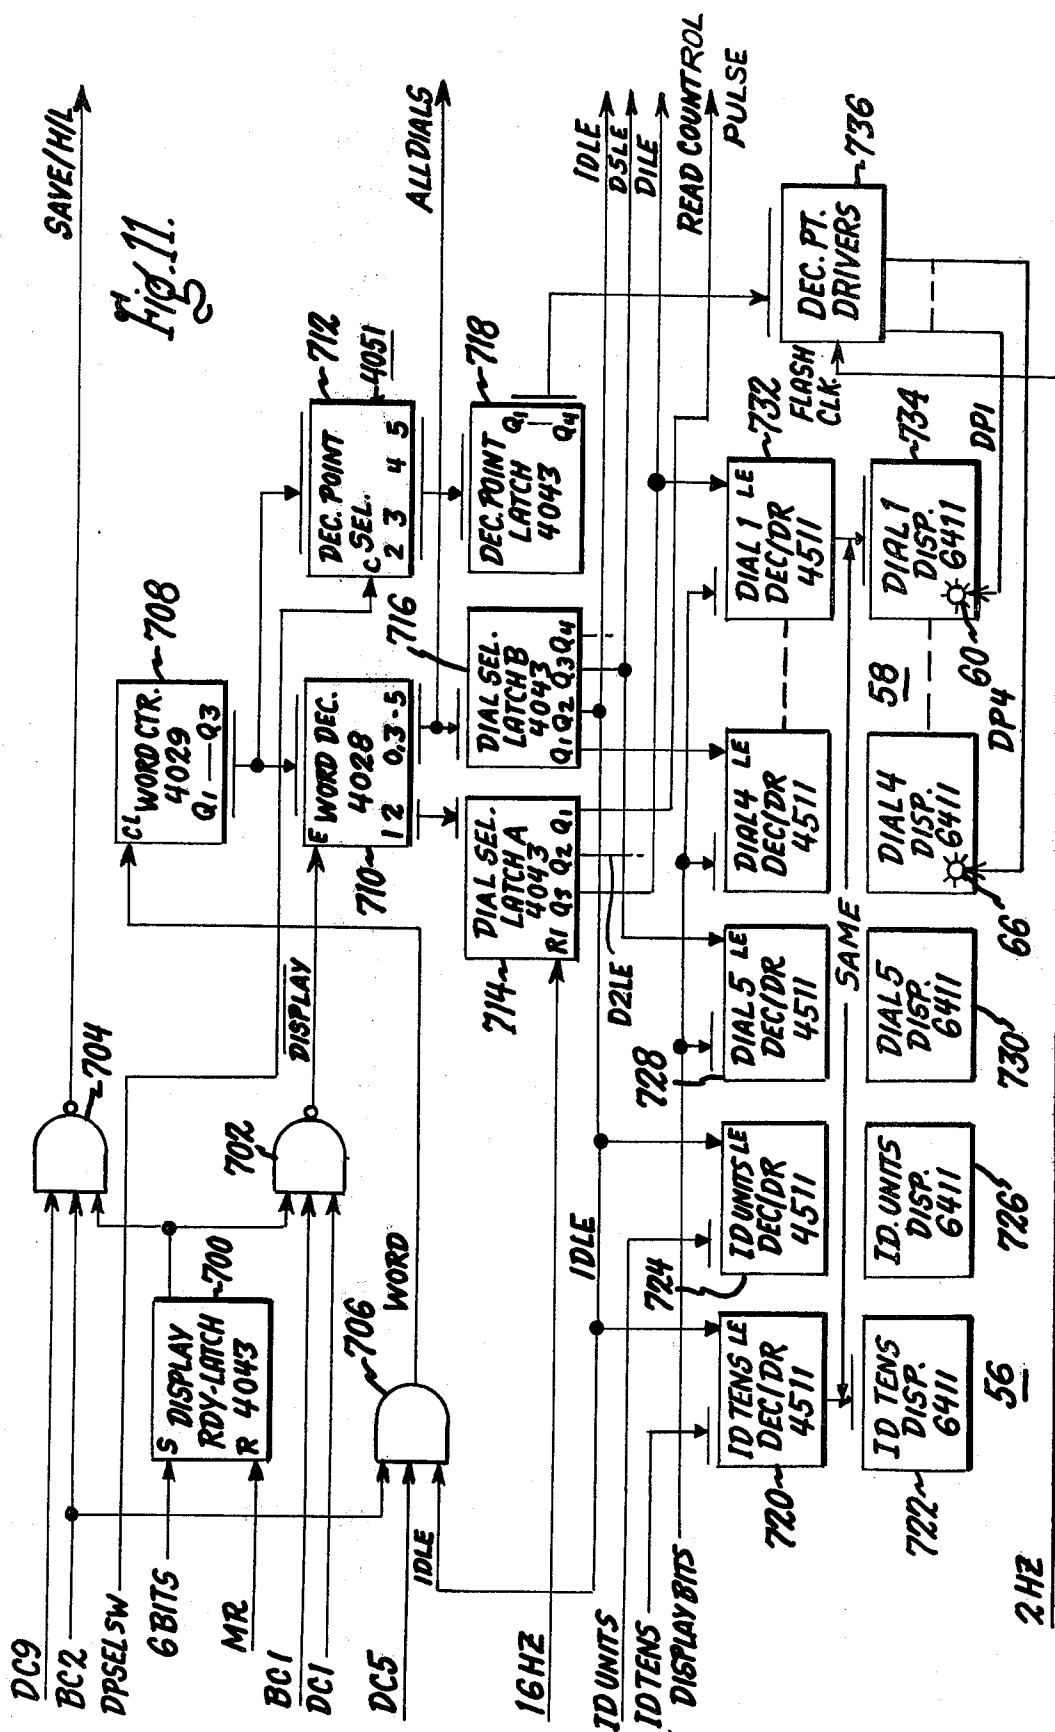 Fig. 11.
DC9
BC2
DPSELSW
6BITS
MR
BC1
DC1
DC5
IDLE
16HZ
ID UNITS
ID TENS
DISPLAY BITS
2HZ
S DISPLAY
RDY-LATCH
R 4043
700
702
704
706
WORD
DISPLAY
SAVE/H/L
CL WORD CTR.
4029
Q1 — Q3
708
E WORD DEC.
4028
1 2 0,3-5
710
DEC. POINT
C SEL.
2 3 4 5
712
4051
ALL DIALS
DIAL SEL.
LATCH A
4043
R1 Q3 Q2 Q1
714
DIAL SEL.
LATCH B
4043
Q1 Q2 Q3 Q4
716
DEC. POINT
LATCH
4043
Q1
Q4
718
D2LE
IDLE
IDLE
D5LE
D1LE
READ CONTROL
PULSE
ID TENS LE
DEC/DR
4511
720
ID UNITS LE
DEC/DR
4511
724
DIAL 5 LE
DEC/DR
4511
728
DIAL 4 LE
DEC/DR
4511
DIAL 1 LE
DEC/DR
4511
732
FLASH
CLK.
DEC. PT.
DRIVERS
736
SAME
ID TENS
DISP.
6411
722
56
ID. UNITS
DISP.
6411
726
DIAL 5
DISP.
6411
730
DIAL 4
DISP.
6411
66
58
DIAL 1
DISP.
6411
734
60
DP4
DP1